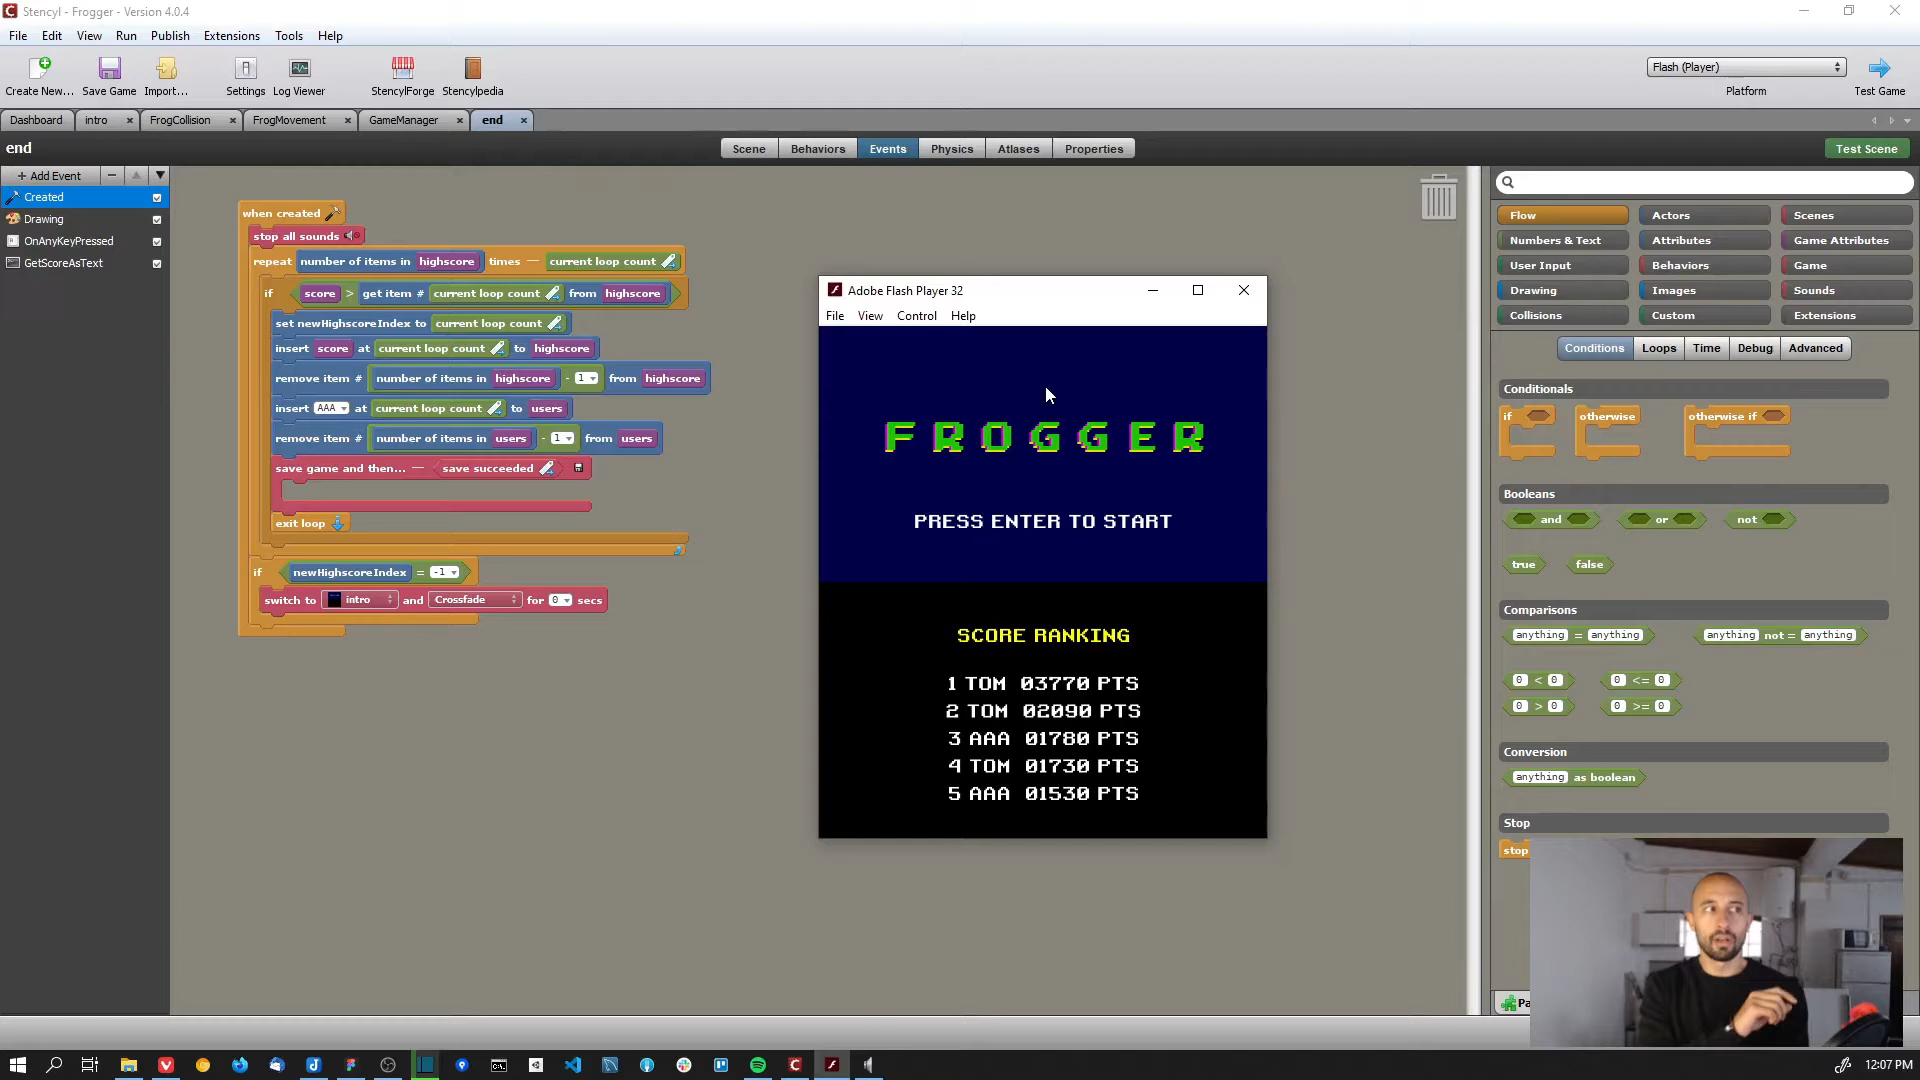 Stencyl - Frogger - Version 4.0.4
File Edit View Run Publish Extensions Tools Help
Create New... Save Game Import... Settings Log Viewer StencylForge Stencylpedia
Flash (Player)
Platform
Test Game
Dashboard intro FrogCollision FrogMovement GameManager end
end
Scene Behaviors Events Physics Atlases Properties
Test Scene
+ Add Event
Created
Drawing
OnAnyKeyPressed
GetScoreAsText
when created
stop all sounds
repeat number of items in highscore times — current loop count
if score > get item # current loop count from highscore
set newHighscoreIndex to current loop count
insert score at current loop count to highscore
remove item # number of items in highscore - 1 from highscore
insert AAA at current loop count to users
remove item # number of items in users - 1 from users
save game and then... — save succeeded
exit loop
if newHighscoreIndex = -1
switch to intro and Crossfade for 0 secs
Adobe Flash Player 32
File View Control Help
FROGGER
PRESS ENTER TO START
SCORE RANKING
1 TOM 03770 PTS
2 TOM 02090 PTS
3 AAA 01780 PTS
4 TOM 01730 PTS
5 AAA 01530 PTS
Flow Actors Scenes
Numbers & Text Attributes Game Attributes
User Input Behaviors Game
Drawing Images Sounds
Collisions Custom Extensions
Conditions Loops Time Debug Advanced
Conditionals
if otherwise otherwise if
Booleans
and or not
true false
Comparisons
anything = anything anything not = anything
0 < 0 0 <= 0
0 > 0 0 >= 0
Conversion
anything as boolean
Stop
stop
12:07 PM